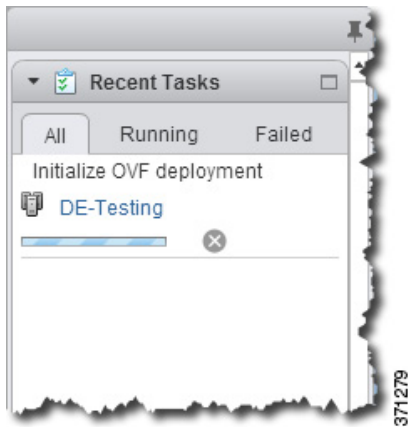 Recent Tasks
All Running Failed
Initialize OVF deployment
DE-Testing
371279